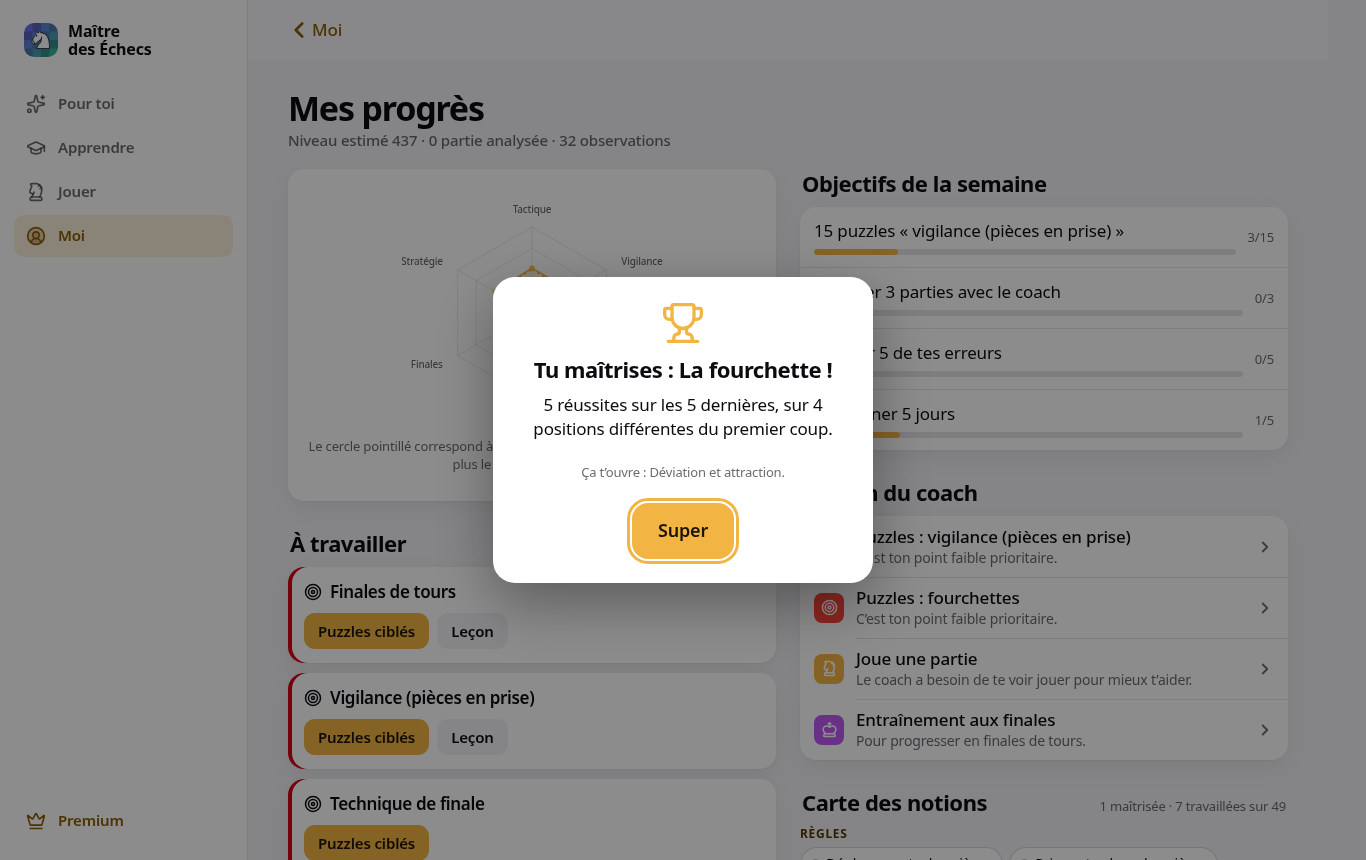 Maître
des Échecs
Pour toi
Apprendre
Jouer
Moi
Premium
Moi
Mes progrès
Niveau estimé 437 · 0 partie analysée · 32 observations
Tactique
Stratégie
Vigilance
Finales
Le cercle pointillé correspond à
plus le
À travailler
Finales de tours
Puzzles ciblés
Leçon
Vigilance (pièces en prise)
Puzzles ciblés
Leçon
Technique de finale
Puzzles ciblés
Tu maîtrises : La fourchette !
5 réussites sur les 5 dernières, sur 4
positions différentes du premier coup.
Ça t’ouvre : Déviation et attraction.
Super
Objectifs de la semaine
15 puzzles « vigilance (pièces en prise) »
3/15
3 parties avec le coach
0/3
5 de tes erreurs
0/5
5 jours
1/5
du coach
Puzzles : vigilance (pièces en prise)
C’est ton point faible prioritaire.
Puzzles : fourchettes
C’est ton point faible prioritaire.
Joue une partie
Le coach a besoin de te voir jouer pour mieux t’aider.
Entraînement aux finales
Pour progresser en finales de tours.
Carte des notions
1 maîtrisée · 7 travaillées sur 49
RÈGLES